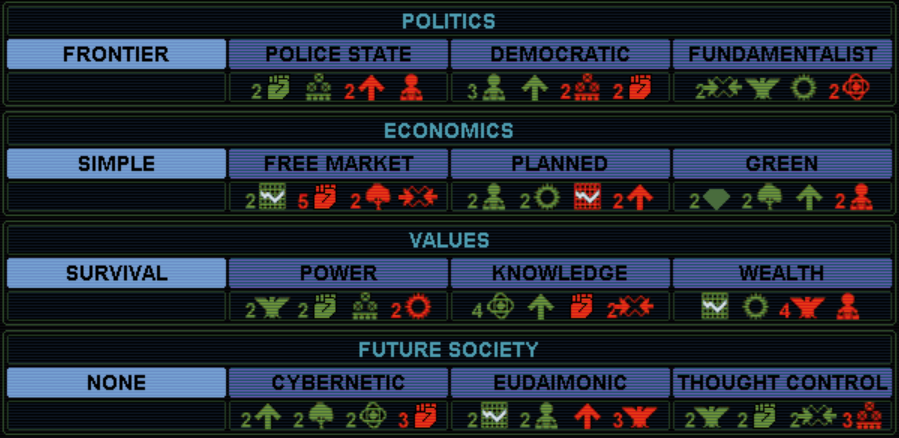 POLITICS
FRONTIER POLICE STATE DEMOCRATIC FUNDAMENTALIST
2 2 3 2 2 2 2
ECONOMICS
SIMPLE FREE MARKET PLANNED GREEN
2 5 2 2 2 2 2 2 2
VALUES
SURVIVAL POWER KNOWLEDGE WEALTH
2 2 2 4 2 4
FUTURE SOCIETY
NONE CYBERNETIC EUDAIMONIC THOUGHT CONTROL
2 2 2 3 2 2 3 2 2 2 3